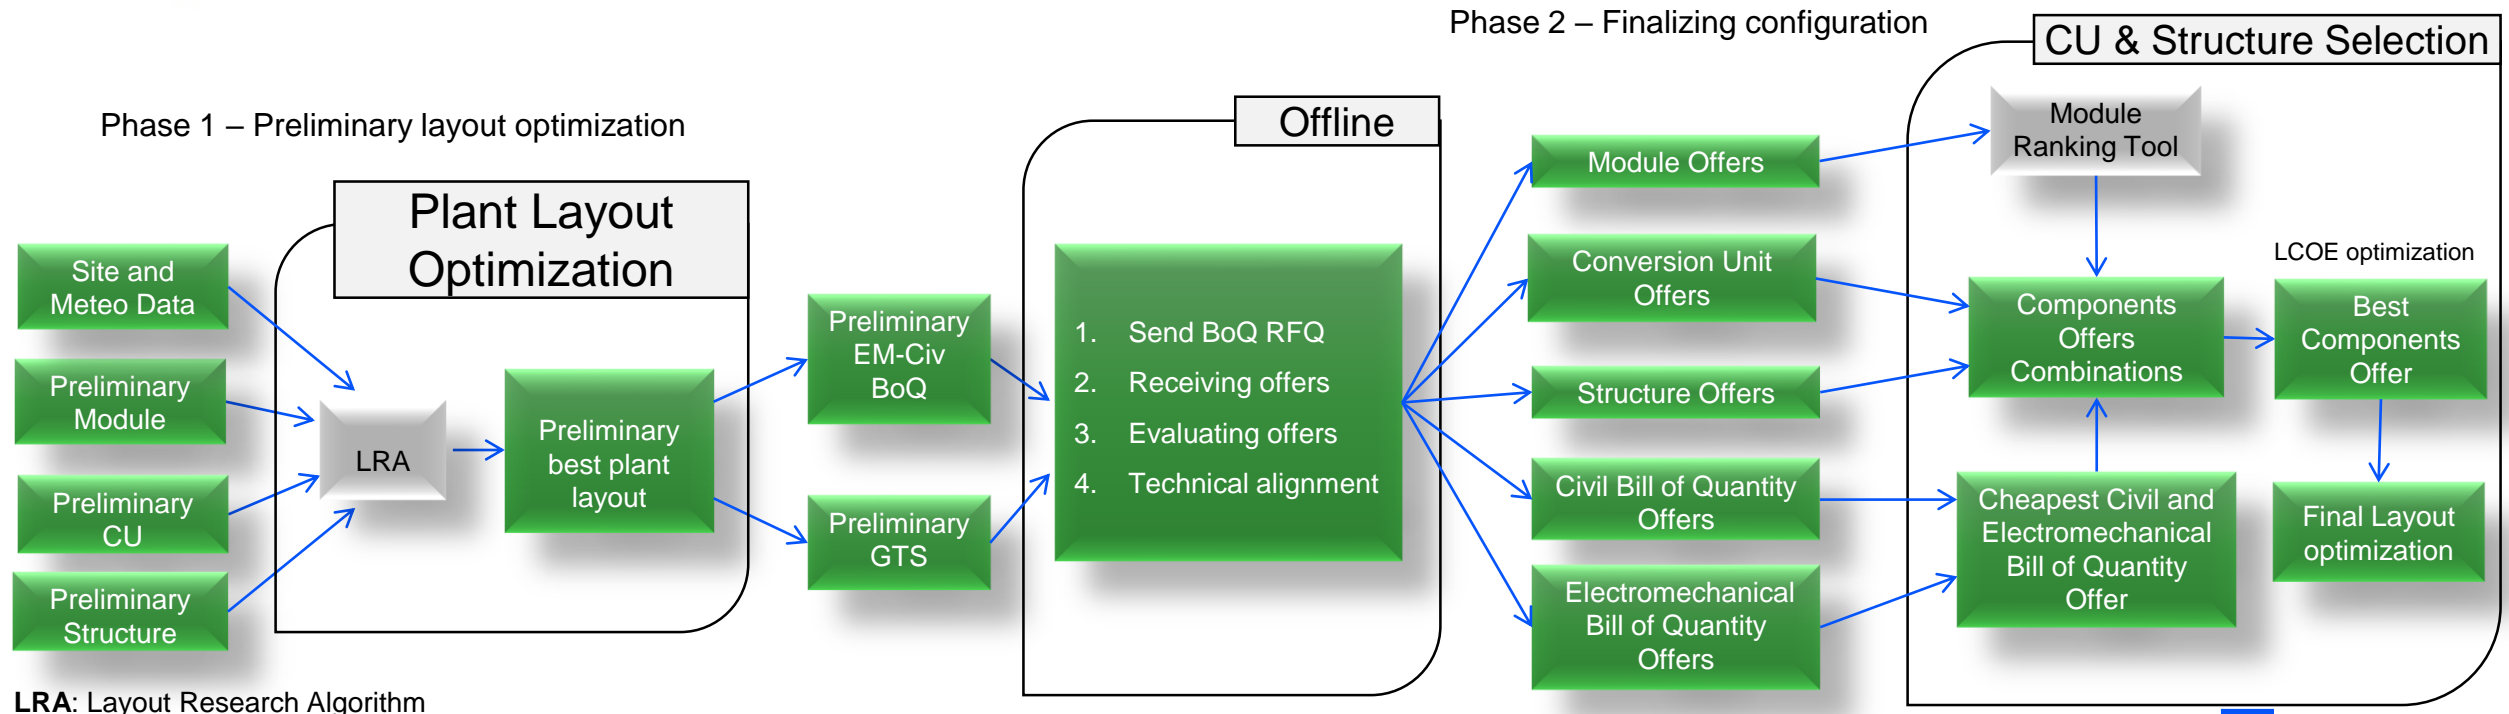 Phase 1 – Preliminary layout optimization
Plant Layout
Optimization
Site and
Meteo Data
Preliminary
Module
Preliminary
CU
Preliminary
Structure
LRA
Preliminary
best plant
layout
Preliminary
EM-Civ
BoQ
Preliminary
GTS
Offline
1. Send BoQ RFQ
2. Receiving offers
3. Evaluating offers
4. Technical alignment
Phase 2 – Finalizing configuration
Module Offers
Conversion Unit
Offers
Structure Offers
Civil Bill of Quantity
Offers
Electromechanical
Bill of Quantity
Offers
CU & Structure Selection
Module
Ranking Tool
Components
Offers
Combinations
Cheapest Civil and
Electromechanical
Bill of Quantity
Offer
LCOE optimization
Best
Components
Offer
Final Layout
optimization
LRA: Layout Research Algorithm